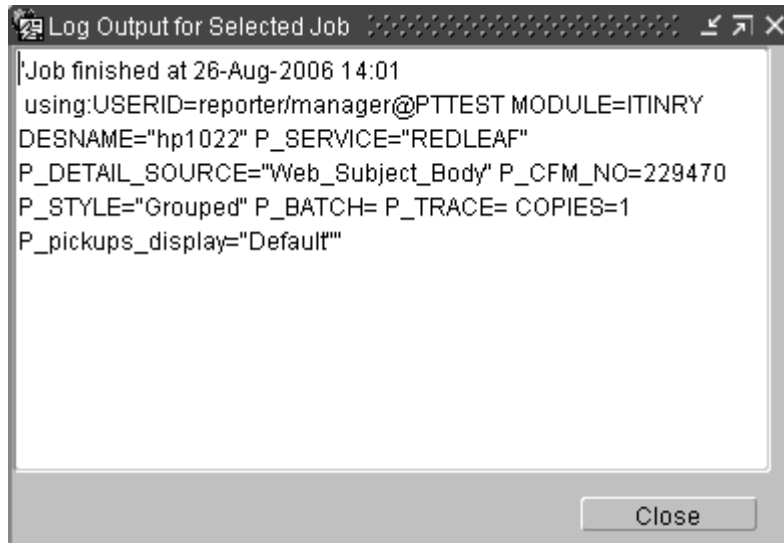 Log Output for Selected Job
'Job finished at 26-Aug-2006 14:01
using:USERID=reporter/manager@PTTEST MODULE=ITINRY
DESNAME="hp1022" P_SERVICE="REDLEAF"
P_DETAIL_SOURCE="Web_Subject_Body" P_CFM_NO=229470
P_STYLE="Grouped" P_BATCH= P_TRACE= COPIES=1
P_pickups_display="Default""
Close